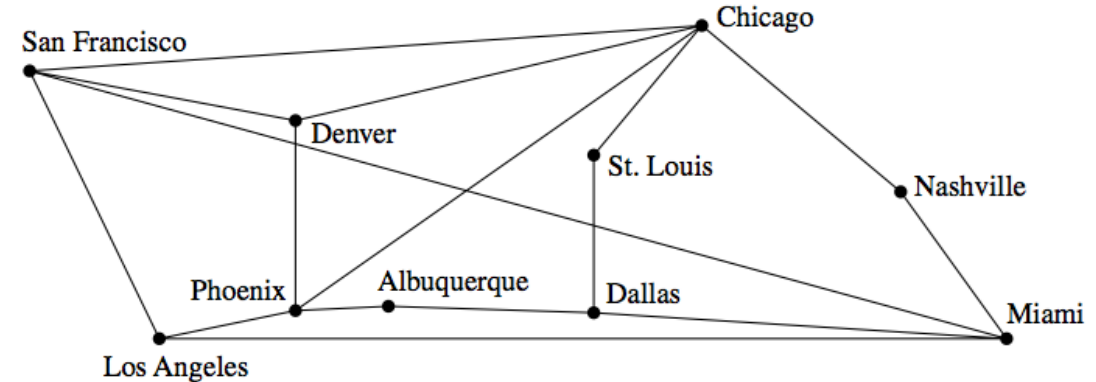 Chicago
San Francisco
Denver
St. Louis
Nashville
Albuquerque
Phoenix
Dallas
Miami
Los Angeles